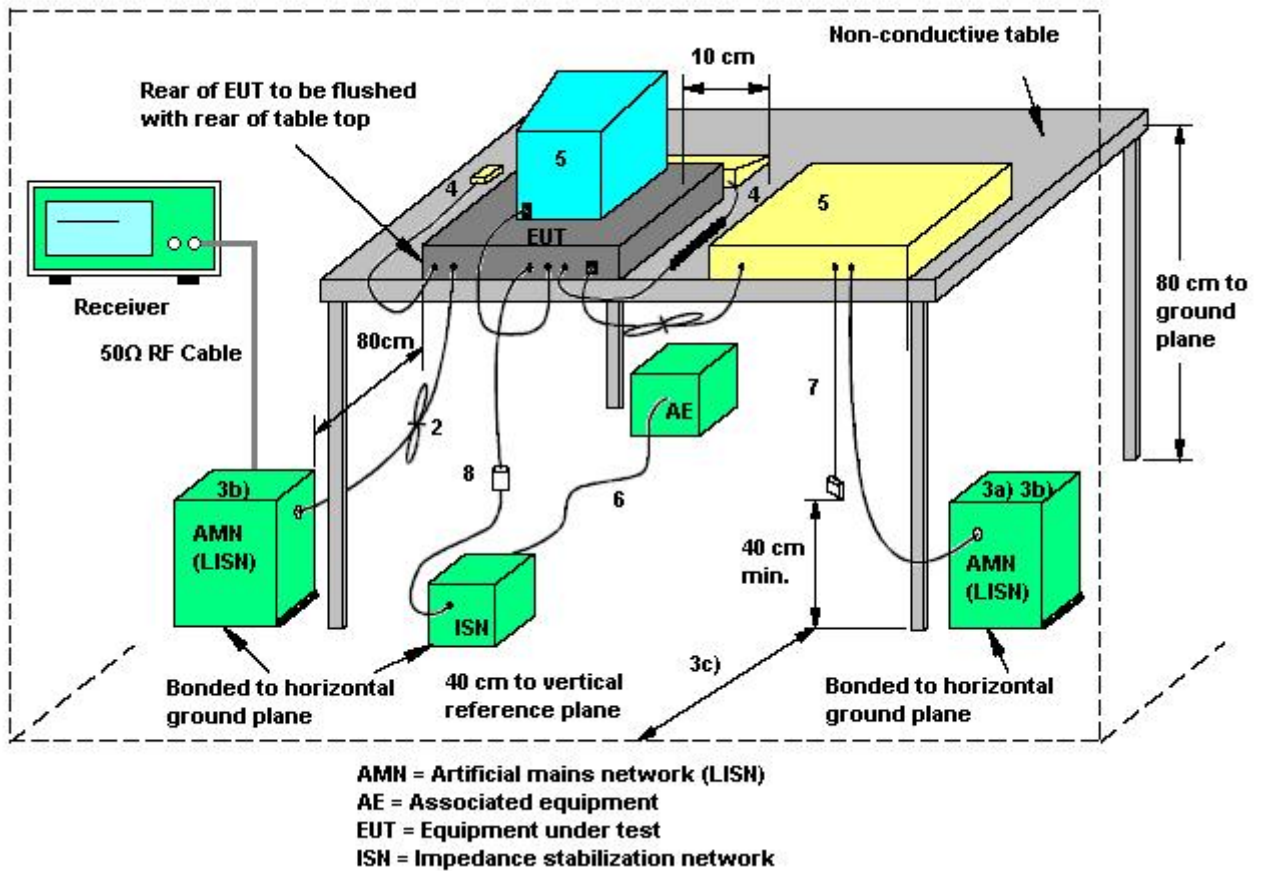 Non-conductive table
10 cm
Rear of EUT to be flushed
with rear of table top
5
4
4
5
EUT
Receiver
80 cm to
ground
plane
50Ω RF Cable
80cm
7
AE
2
8
3b)
6
3a) 3b)
AMN
(LISN)
40 cm
min.
AMN
(LISN)
ISN
3c)
Bonded to horizontal
ground plane
40 cm to vertical
reference plane
Bonded to horizontal
ground plane
AMN = Artificial mains network (LISN)
AE = Associated equipment
EUT = Equipment under test
ISN = Impedance stabilization network